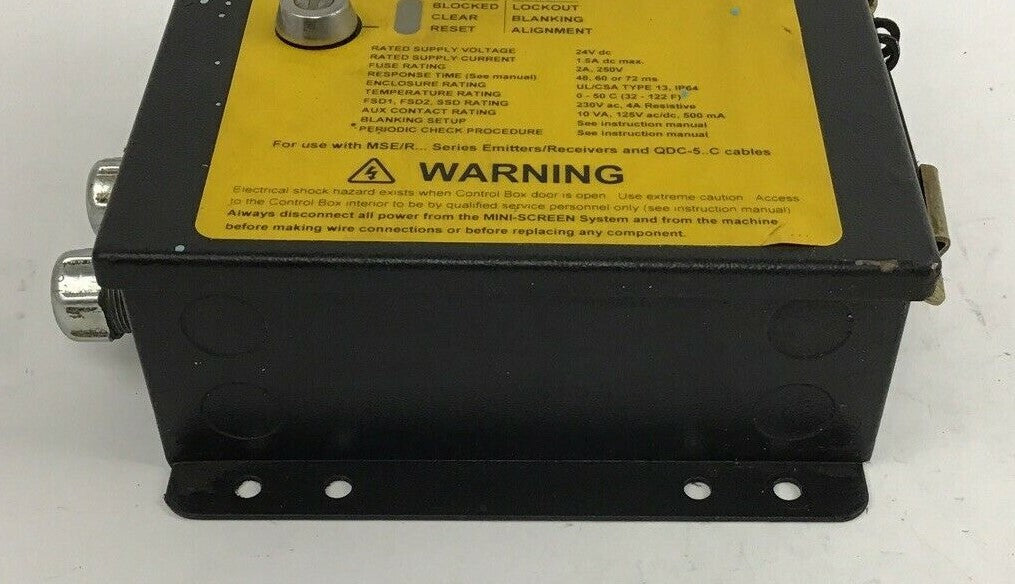 BLOCKED LOCKOUT
CLEAR BLANKING
RESET ALIGNMENT
RATED SUPPLY VOLTAGE 24V dc
RATED SUPPLY CURRENT 1.5A dc max.
FUSE RATING 2A, 250V
RESPONSE TIME (See manual) 48, 60 or 72 ms
ENCLOSURE RATING UL/CSA TYPE 13, IP64
TEMPERATURE RATING 0 - 50 C (32 - 122 F)
FSD1, FSD2, SSD RATING 230V ac, 4A Resistive
AUX CONTACT RATING 10 VA, 125V ac/dc, 500 mA
BLANKING SETUP See instruction manual
PERIODIC CHECK PROCEDURE See instruction manual
For use with MSE/R... Series Emitters/Receivers and QDC-5..C cables
WARNING
Electrical shock hazard exists when Control Box door is open Use extreme caution Access
to the Control Box interior to be by qualified service personnel only (see instruction manual)
Always disconnect all power from the MINI-SCREEN System and from the machine
before making wire connections or before replacing any component.